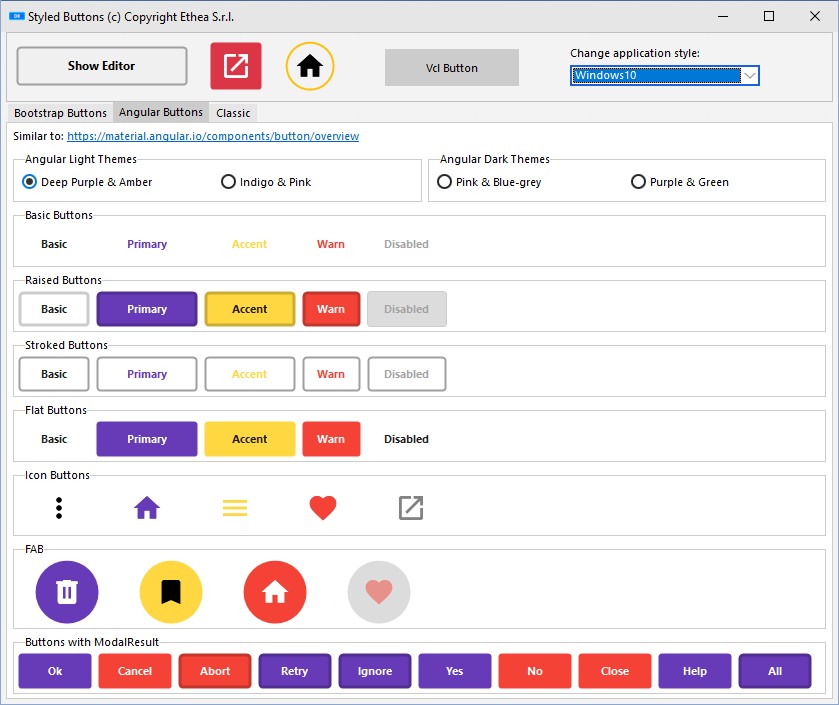 Styled Buttons (c) Copyright Ethea S.r.l.
Show Editor
Vcl Button
Change application style:
Windows10
Bootstrap Buttons Angular Buttons Classic
Similar to: https://material.angular.io/components/button/overview
Angular Light Themes
Deep Purple & Amber Indigo & Pink
Angular Dark Themes
Pink & Blue-grey Purple & Green
Basic Buttons
Basic Primary Accent Warn Disabled
Raised Buttons
Basic Primary Accent Warn Disabled
Stroked Buttons
Basic Primary Accent Warn Disabled
Flat Buttons
Basic Primary Accent Warn Disabled
Icon Buttons
FAB
Buttons with ModalResult
Ok Cancel Abort Retry Ignore Yes No Close Help All